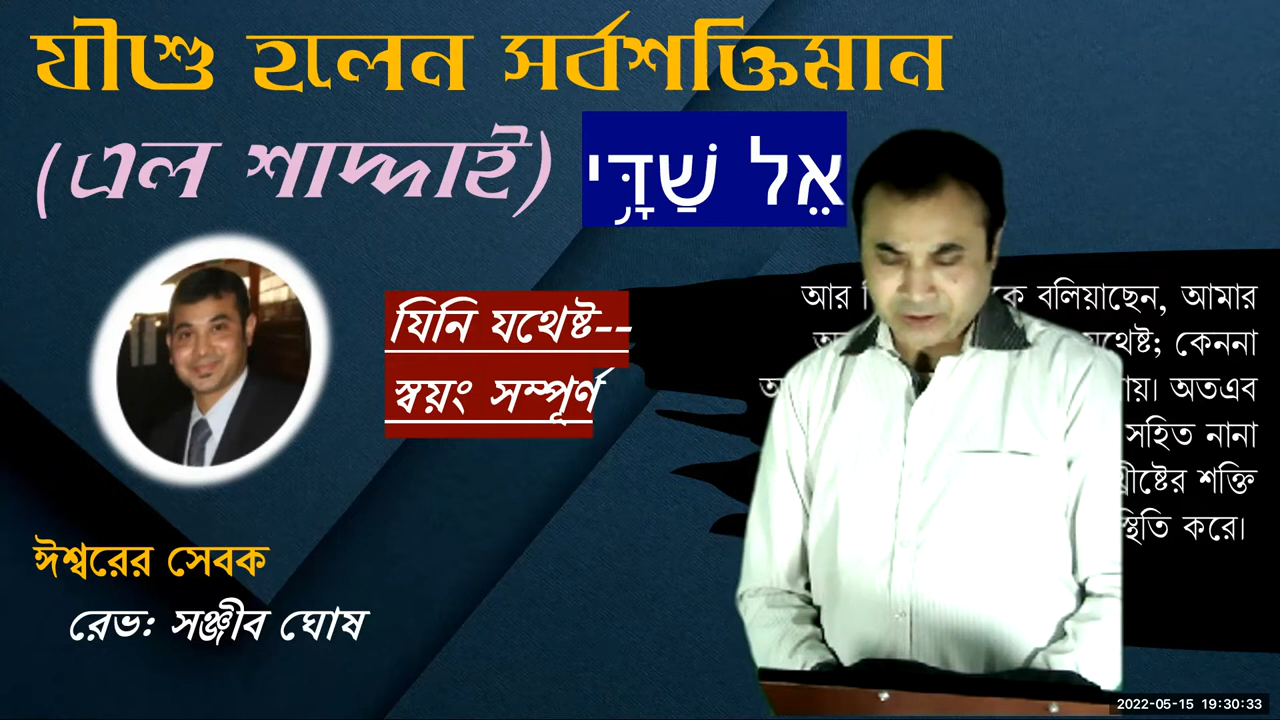 যীশু হলেন সর্বশক্তিমান
(এল শাদ্দাই) אֵל שַׁדָּי
যিনি যথেষ্ট--
স্বয়ং সম্পূর্ণ
ঈশ্বরের সেবক
রেভ: সঞ্জীব ঘোষ
আর কে বলিয়াছেন, আমার
যথেষ্ট; কেননা
অতএব
সহিত নানা
খ্রীষ্টের শক্তি
করে।
2022-05-15 19:30:33